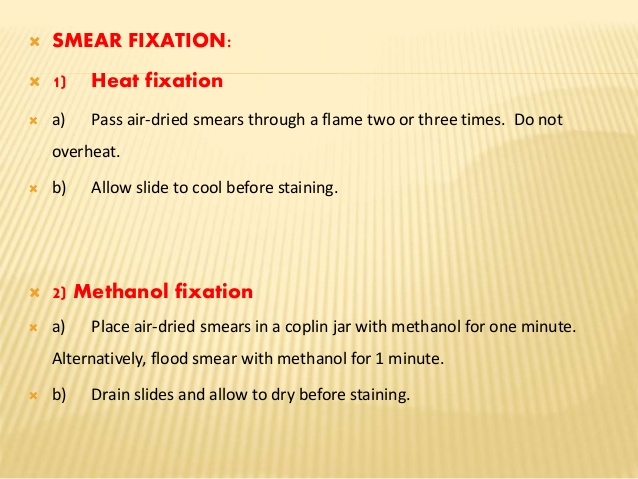 SMEAR FIXATION:
1) Heat fixation
a) Pass air-dried smears through a flame two or three times. Do not
overheat.
b) Allow slide to cool before staining.
2) Methanol fixation
a) Place air-dried smears in a coplin jar with methanol for one minute.
Alternatively, flood smear with methanol for 1 minute.
b) Drain slides and allow to dry before staining.